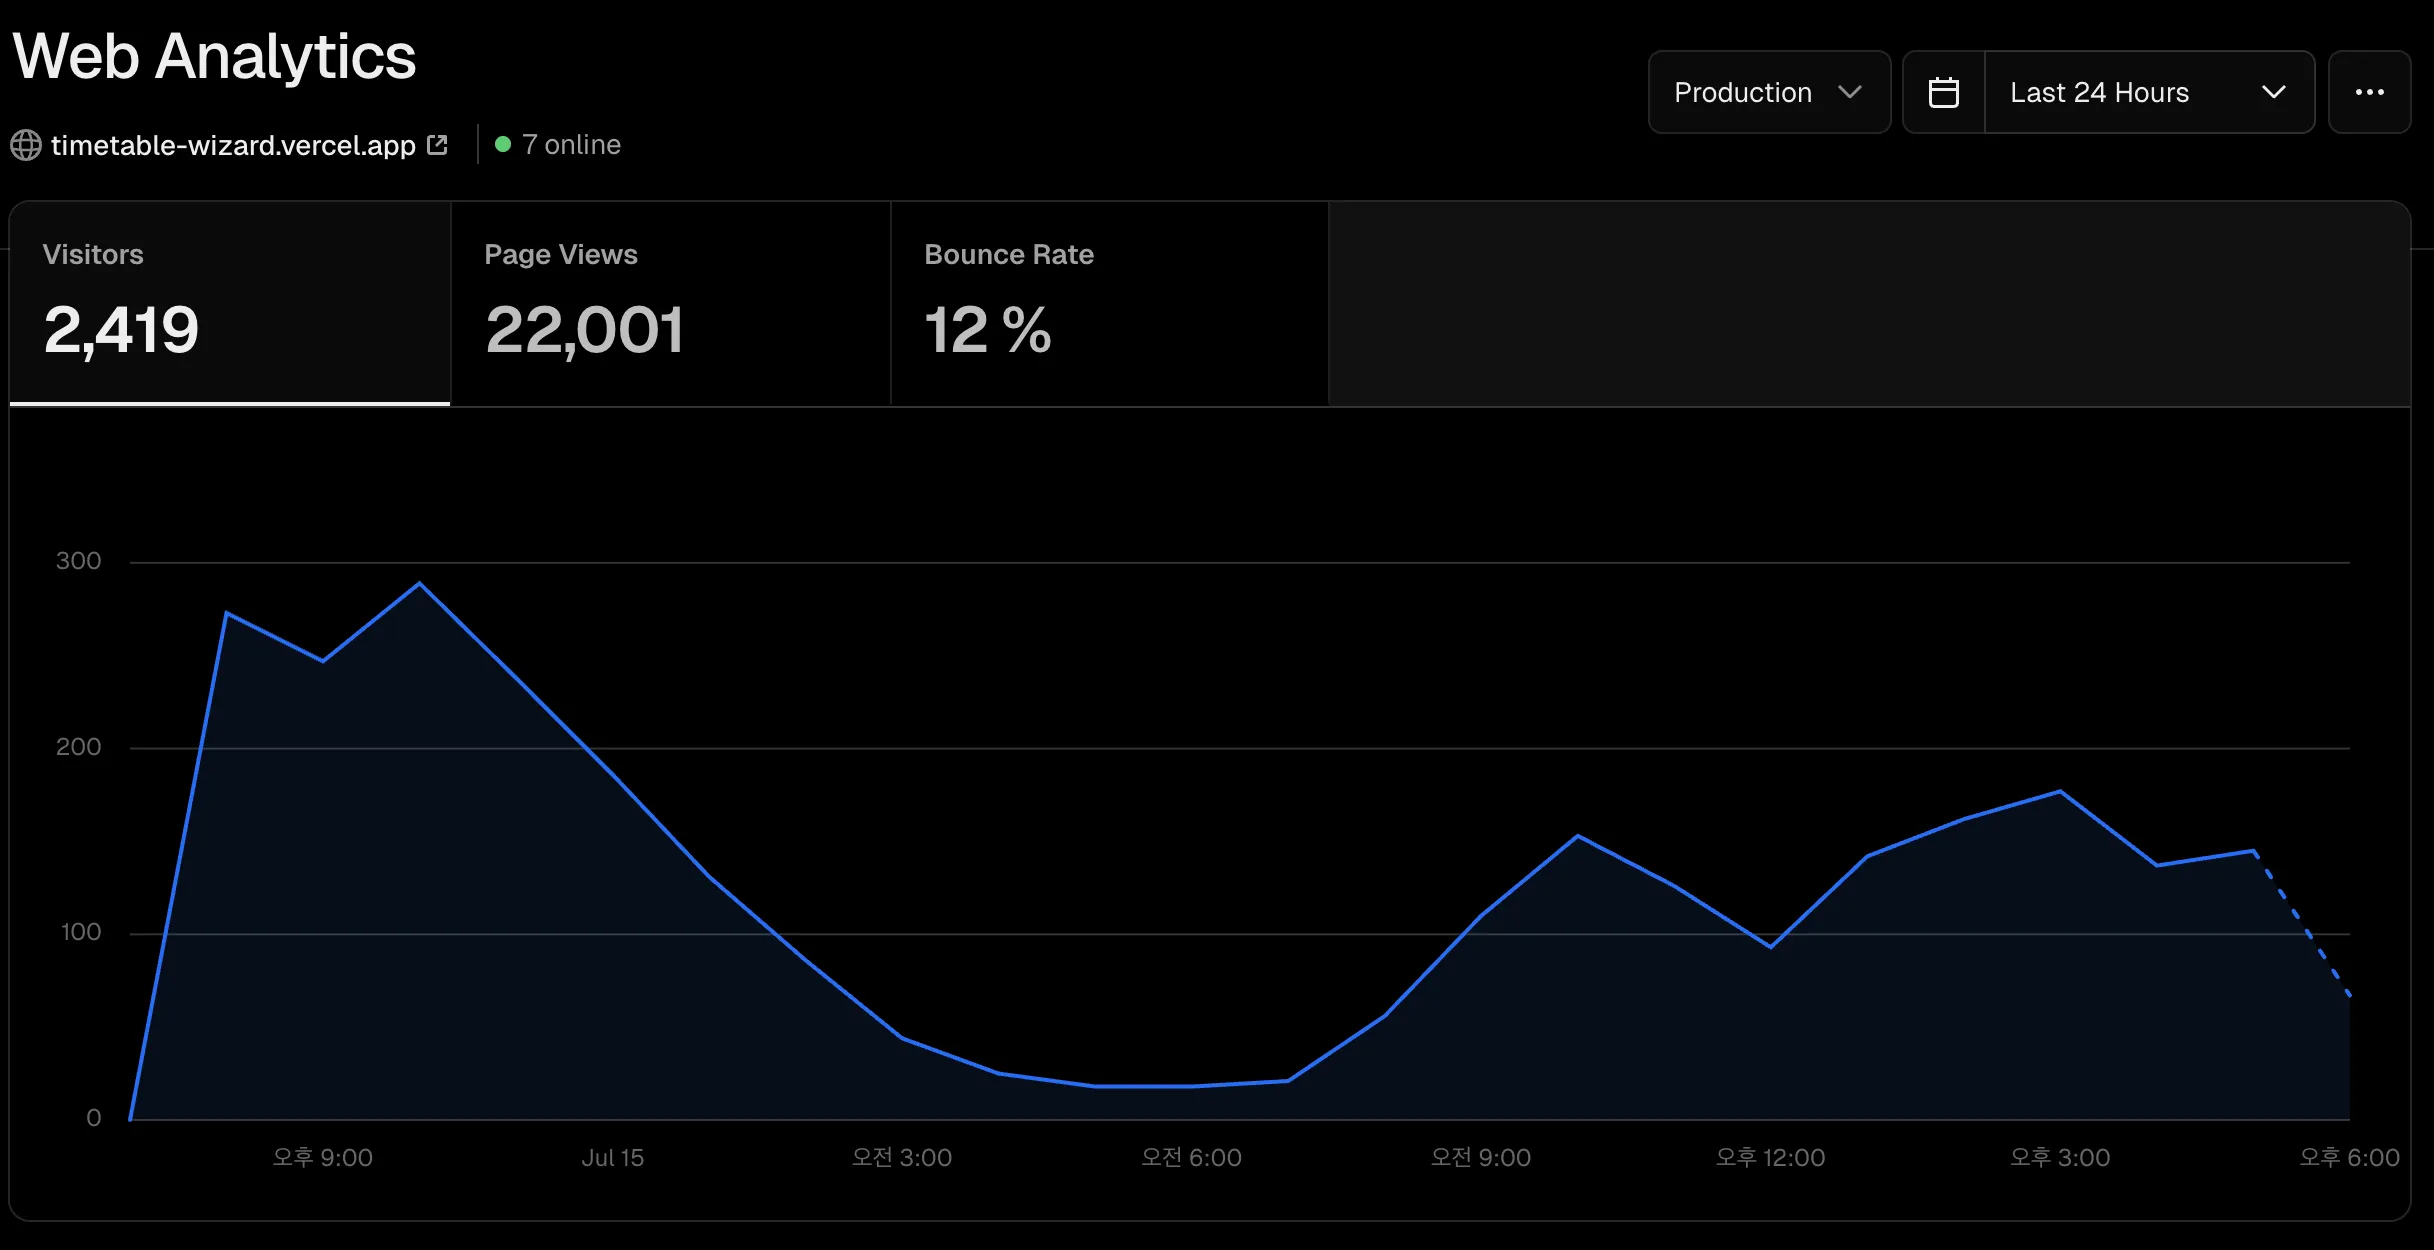 Web Analytics
Production
Last 24 Hours
timetable-wizard.vercel.app
7 online
Visitors
2,419
Page Views
22,001
Bounce Rate
12 %
300
200
100
0
오후 9:00
Jul 15
오전 3:00
오전 6:00
오전 9:00
오후 12:00
오후 3:00
오후 6:00